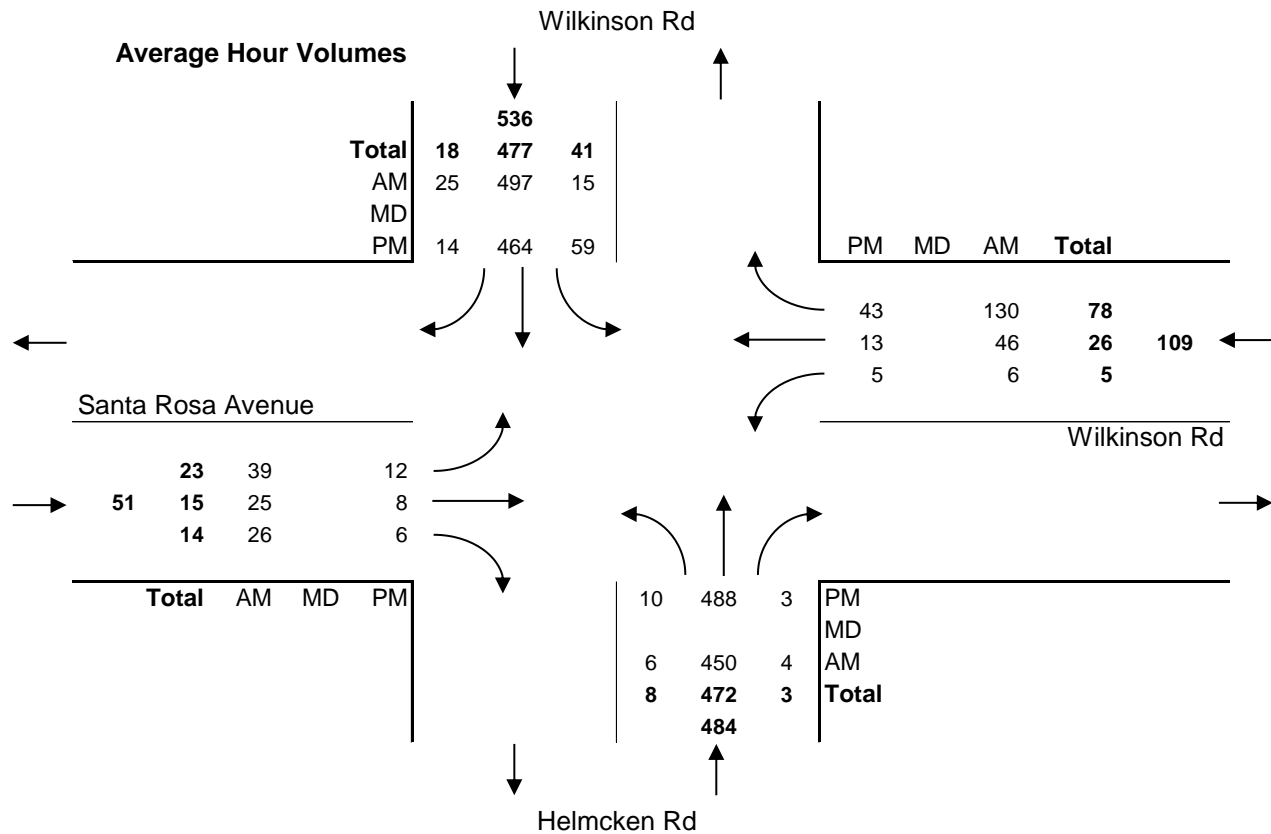 Wilkinson Rd
Average Hour Volumes
536
Total 18 477 41
AM 25 497 15
MD
PM 14 464 59
PM MD AM Total
43 130 78
13 46 26 109
5 6 5
Santa Rosa Avenue
Wilkinson Rd
23 39 12
51 15 25 8
14 26 6
Total AM MD PM
10 488 3 PM
MD
6 450 4 AM
8 472 3 Total
484
Helmcken Rd